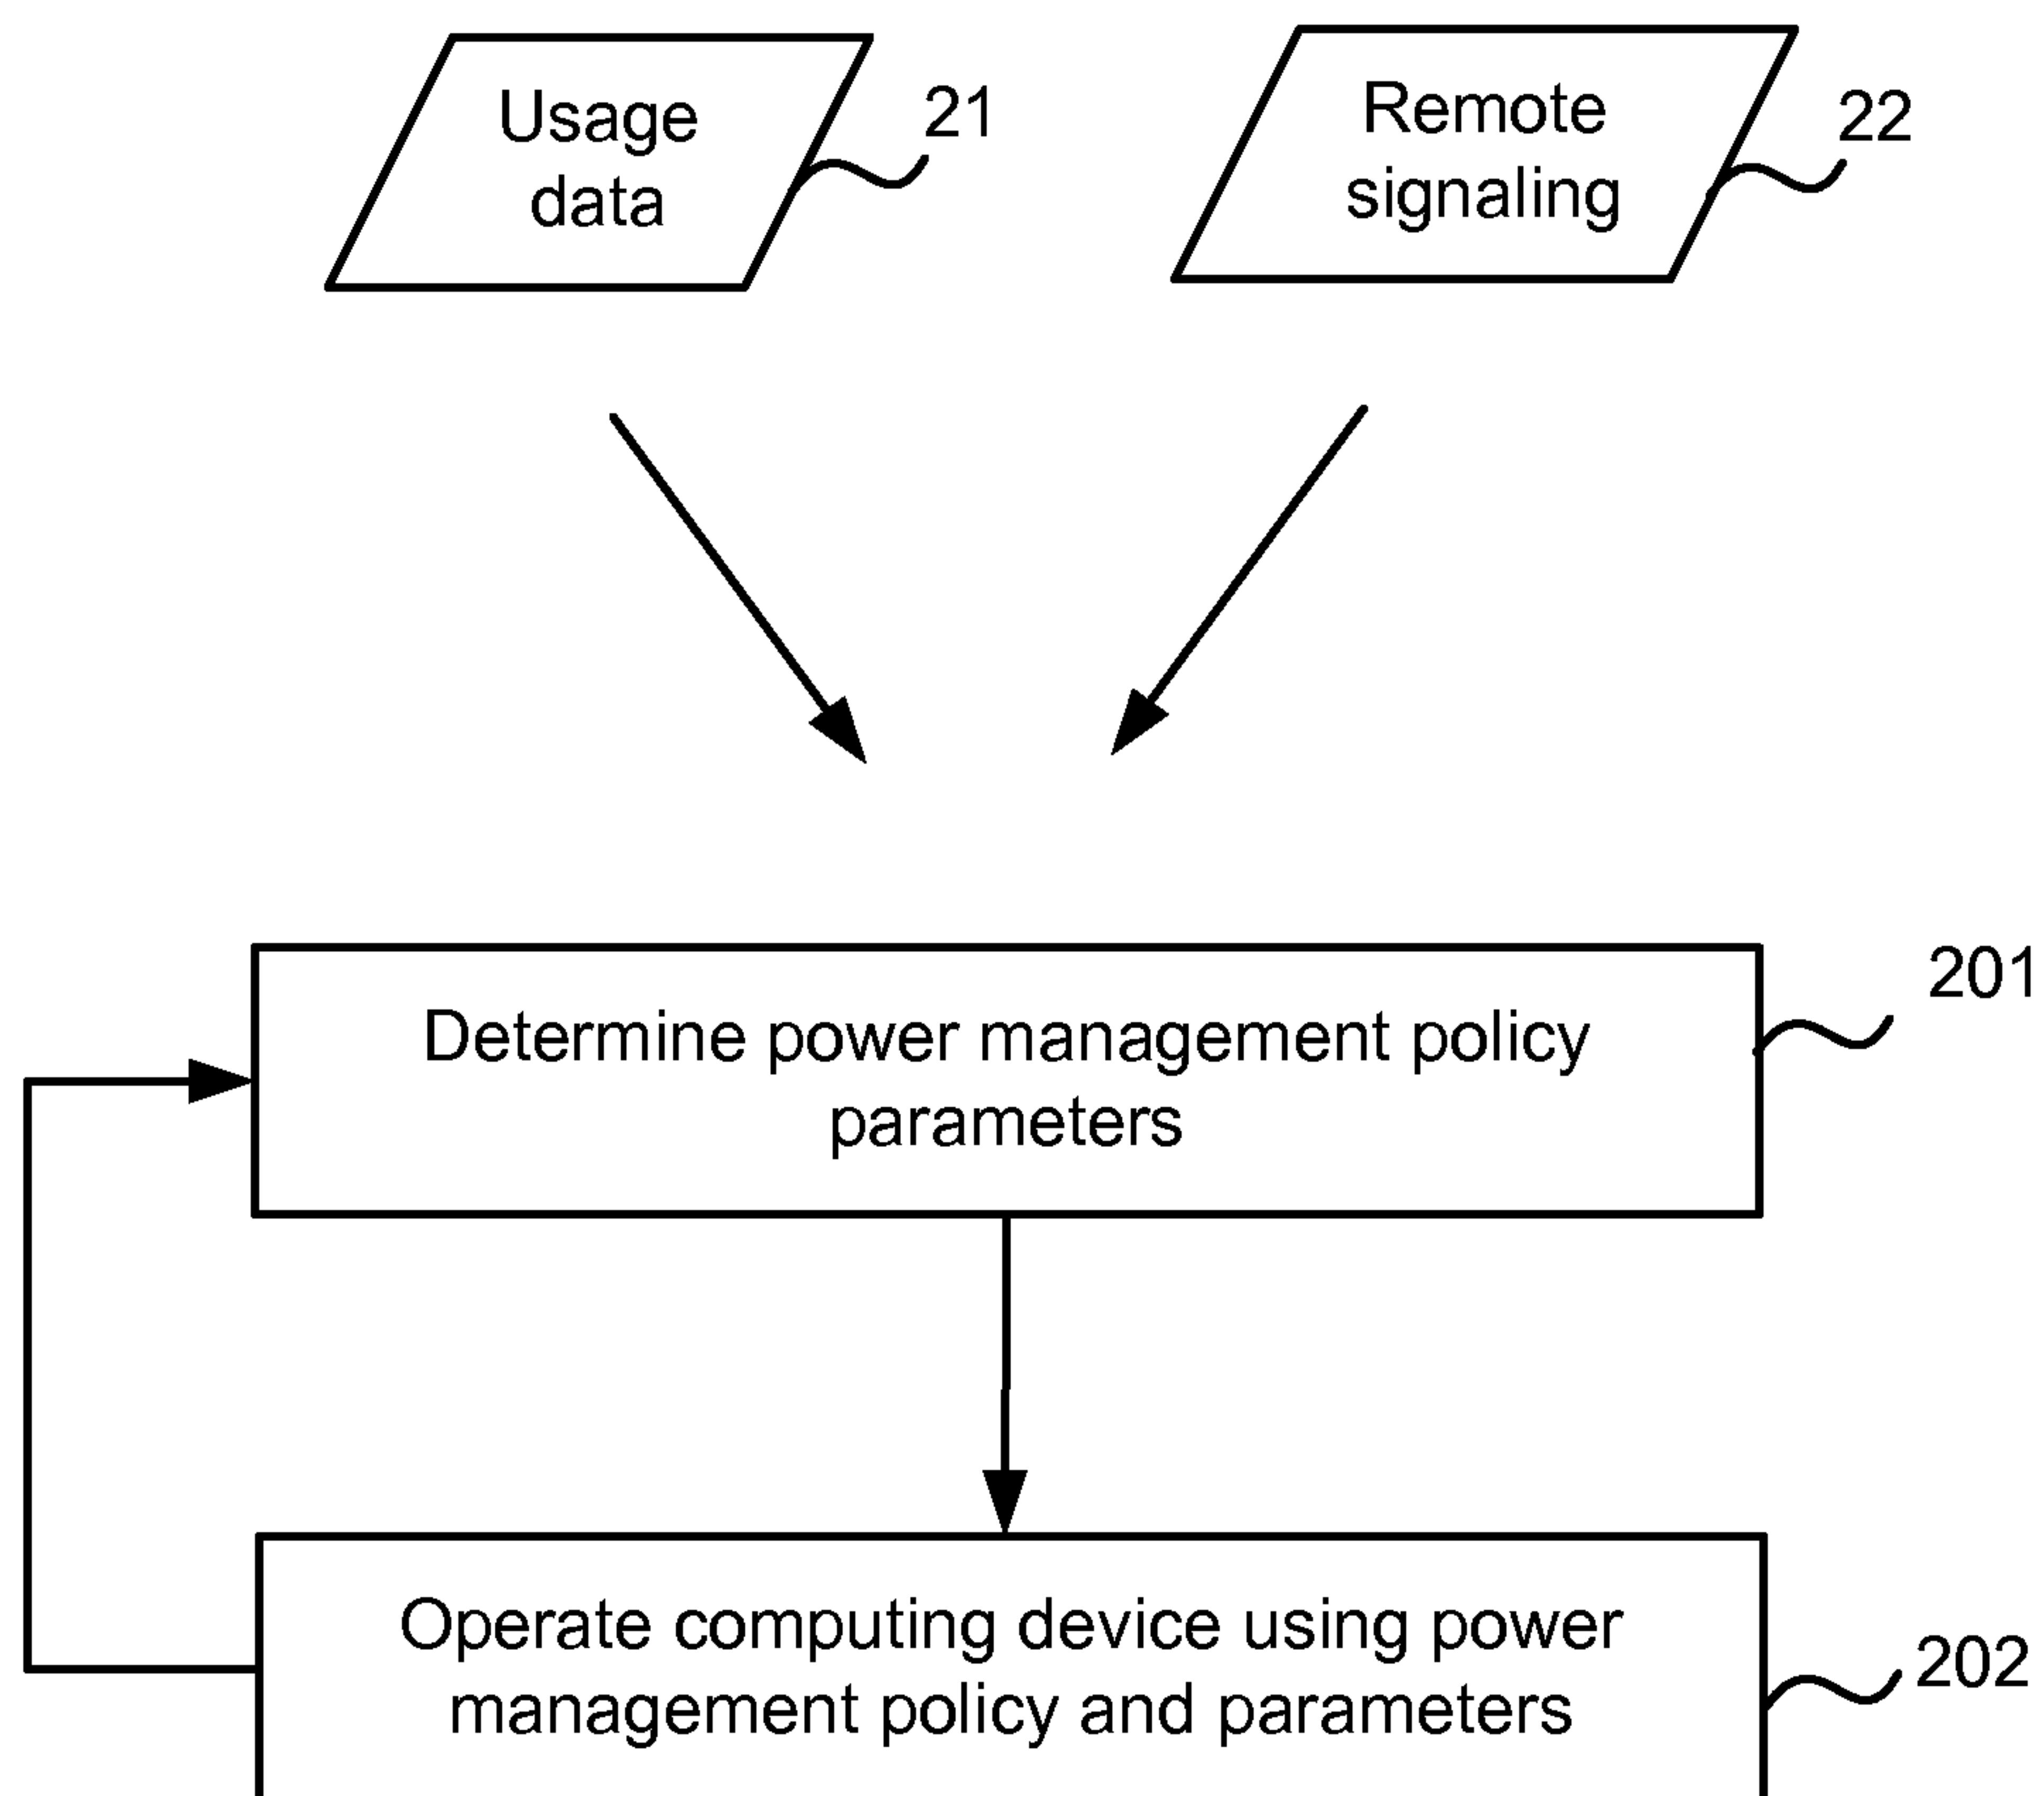 Usage
data
21
Remote
signaling
22
Determine power management policy
parameters
201
Operate computing device using power
management policy and parameters
202